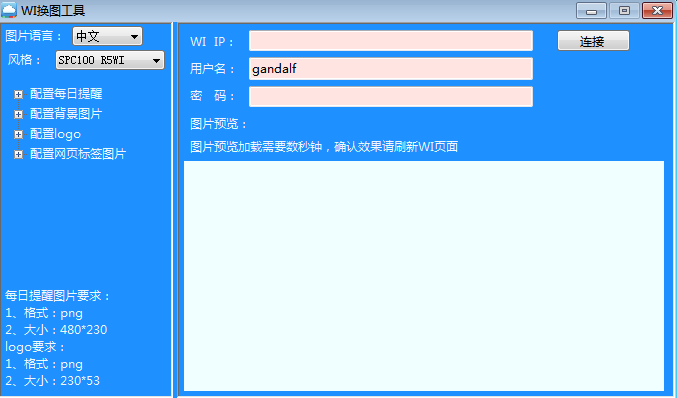 WI换图工具
图片语言： 中文
风格： SPC100 R5WI
配置每日提醒
配置背景图片
配置logo
配置网页标签图片
每日提醒图片要求：
1、格式：png
2、大小：480*230
logo要求：
1、格式：png
2、大小：230*53
WI IP：
连接
用户名： gandalf
密 码：
图片预览：
图片预览加载需要数秒钟，确认效果请刷新WI页面